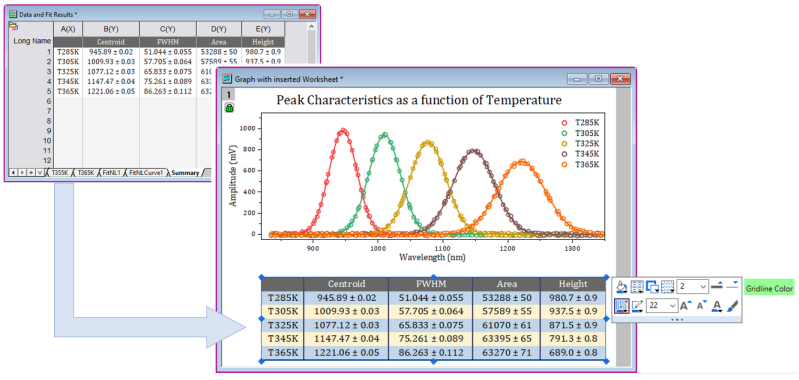 Data and Fit Results *
A(X) B(Y) C(Y) D(Y) E(Y)
Long Name Centroid FWHM Area Height
1 T285K 945.89 ± 0.02 51.044 ± 0.055 53288 ± 50 980.7 ± 0.9
2 T305K 1009.93 ± 0.03 57.705 ± 0.064 57589 ± 55 937.5 ± 0.9
3 T325K 1077.12 ± 0.03 65.833 ± 0.075 610
4 T345K 1147.47 ± 0.04 75.261 ± 0.089 633
5 T365K 1221.06 ± 0.05 86.263 ± 0.112 632
6
7
8
9
10
11
12
T355K T365K FitNL1 FitNLCurve1 Summary
Graph with inserted Worksheet *
1
Peak Characteristics as a function of Temperature
T285K
T305K
T325K
T345K
T365K
Amplitude (mV)
1000
800
600
400
200
0
900 1000 1100 1200 1300
Wavelength (nm)
Centroid FWHM Area Height
T285K 945.89 ± 0.02 51.044 ± 0.055 53288 ± 50 980.7 ± 0.9
T305K 1009.93 ± 0.03 57.705 ± 0.064 57589 ± 55 937.5 ± 0.9
T325K 1077.12 ± 0.03 65.833 ± 0.075 61070 ± 61 871.5 ± 0.9
T345K 1147.47 ± 0.04 75.261 ± 0.089 63395 ± 65 791.3 ± 0.8
T365K 1221.06 ± 0.05 86.263 ± 0.112 63270 ± 71 689.0 ± 0.8
2
Gridline Color
22 A A A